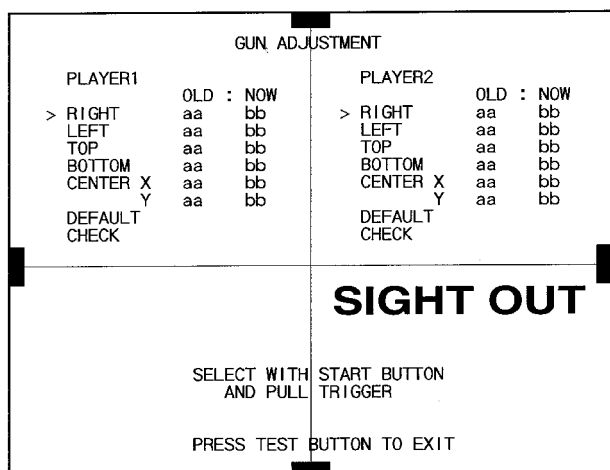 GUN ADJUSTMENT
PLAYER1 PLAYER2
OLD : NOW OLD : NOW
> RIGHT aa bb > RIGHT aa bb
LEFT aa bb LEFT aa bb
TOP aa bb TOP aa bb
BOTTOM aa bb BOTTOM aa bb
CENTER X aa bb CENTER X aa bb
Y aa bb Y aa bb
DEFAULT DEFAULT
CHECK CHECK
SIGHT OUT
SELECT WITH START BUTTON
AND PULL TRIGGER
PRESS TEST BUTTON TO EXIT